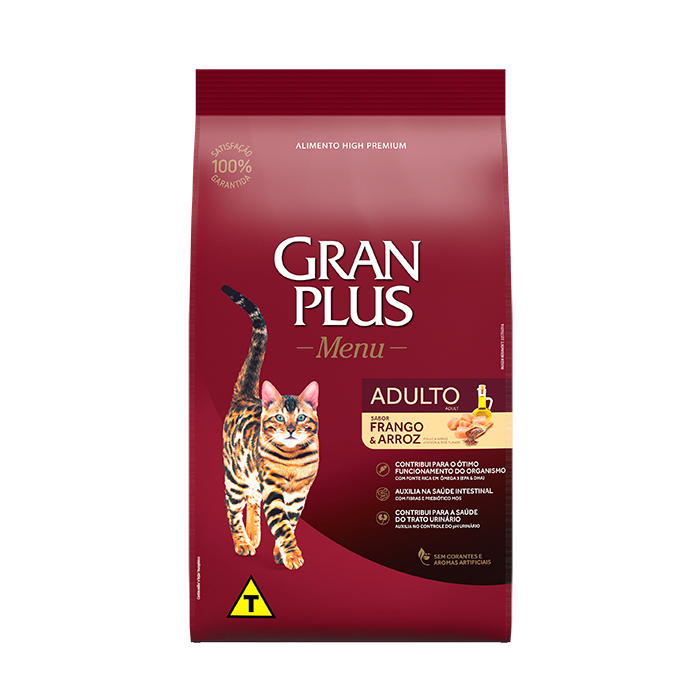 ALIMENTO HIGH PREMIUM
SATISFAÇÃO
100%
GARANTIDA
GRAN
PLUS
Menu
ADULTO
ADULT
SABOR
FRANGO
& ARROZ
CONTRIBUI PARA O ÓTIMO
FUNCIONAMENTO DO ORGANISMO
COM FONTE RICA EM ÔMEGA 3 (EPA & DHA)
AUXILIA NA SAÚDE INTESTINAL
COM FIBRAS E PREBIÓTICO MOS
CONTRIBUI PARA A SAÚDE
DO TRATO URINÁRIO
AUXILIA NO CONTROLE DO pH URINÁRIO
SEM CORANTES E
AROMAS ARTIFICIAIS
T